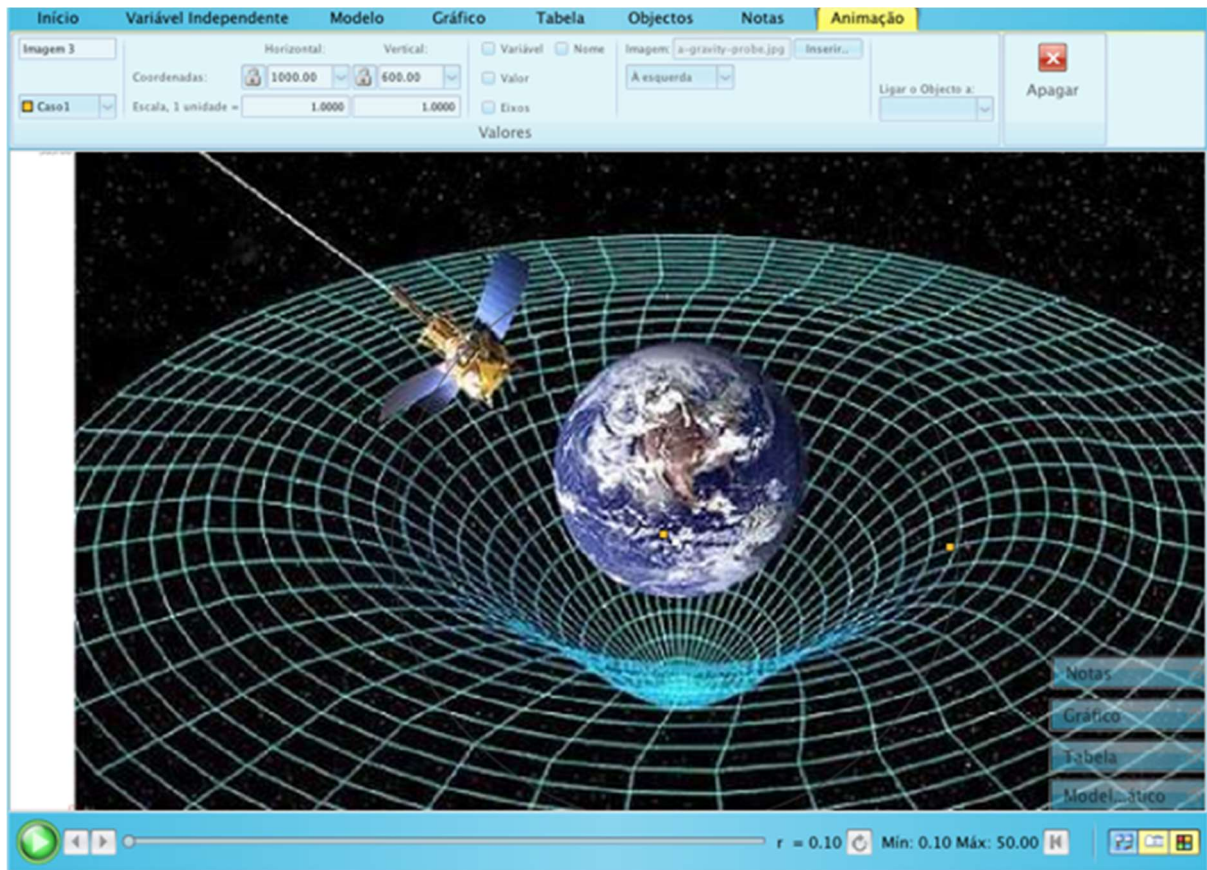 Início Variável Independente Modelo Gráfico Tabela Objectos Notas Animação
Imagem 3 Horizontal: Vertical: Variável Nome Imagem: a-gravity-probe.jpg Inserir...
Coordenadas: 1000.00 600.00 Valor À esquerda
Ligar o Objecto a: Apagar
Caso1 Escala, 1 unidade = 1.0000 1.0000 Eixos
Valores
Notas
Gráfico
Tabela
Model...ático
r = 0.10 Mín: 0.10 Máx: 50.00